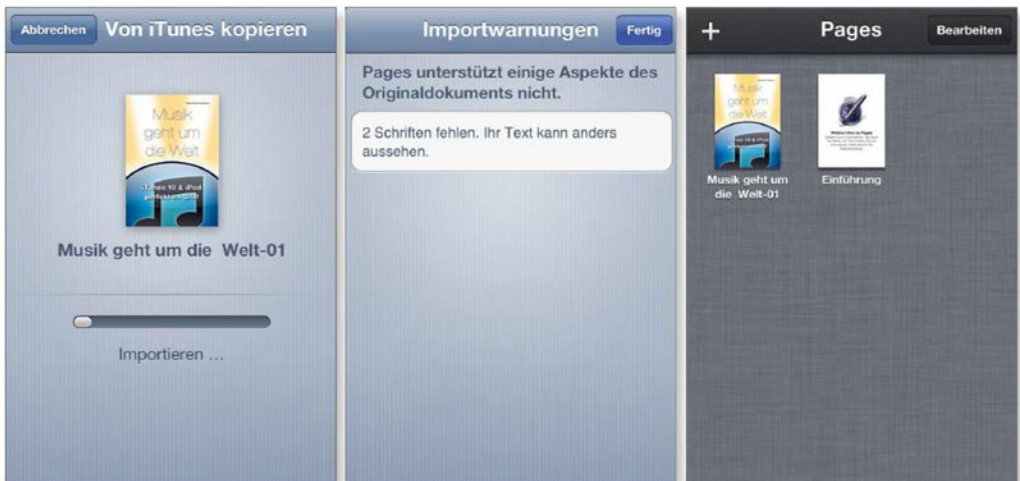 Abbrechen
Von iTunes kopieren
Musik
geht um
die Welt
iTunes 10 & iPod
Musik geht um die Welt-01
Importieren ...
Importwarnungen
Fertig
Pages unterstützt einige Aspekte des
Originaldokuments nicht.
2 Schriften fehlen. Ihr Text kann anders
aussehen.
+
Pages
Bearbeiten
Musik
geht um
die Welt
Musik geht um
die Welt-01
Einführung